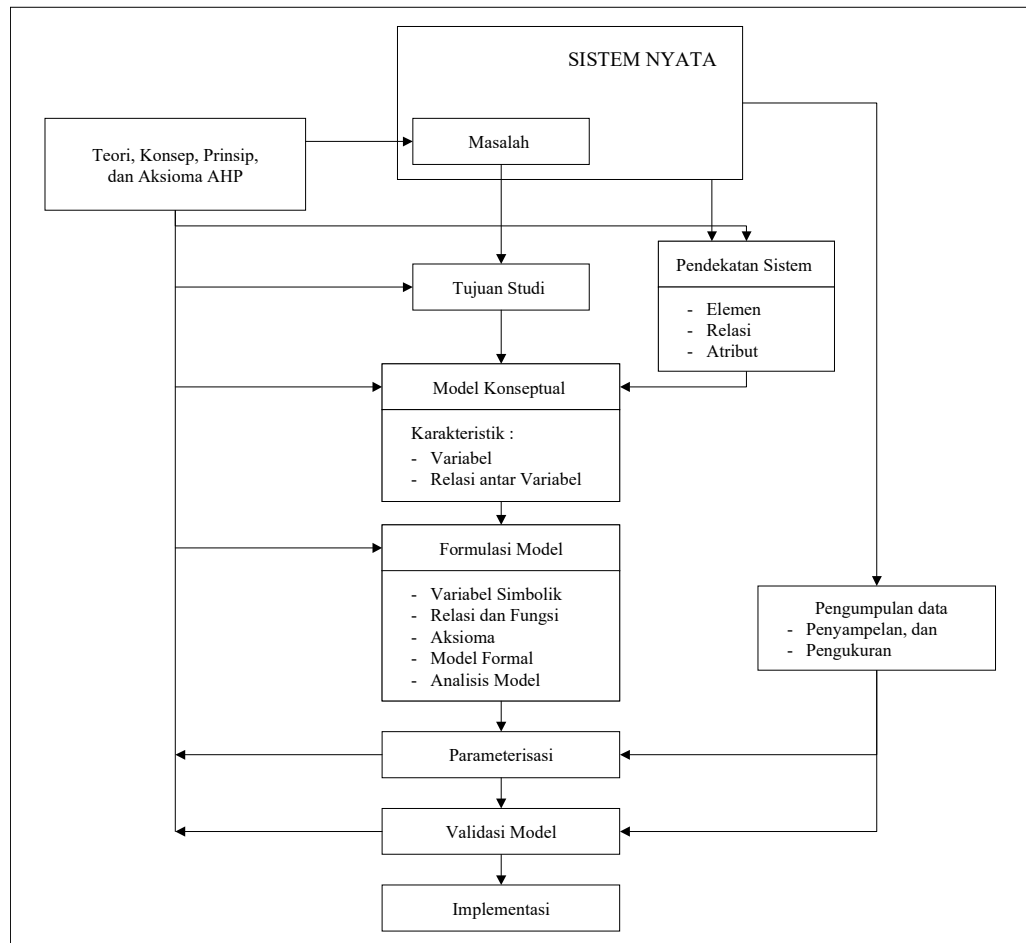 SISTEM NYATA
Masalah
Teori, Konsep, Prinsip,
dan Aksioma AHP
Pendekatan Sistem
- Elemen
- Relasi
- Atribut
Tujuan Studi
Model Konseptual
Karakteristik :
- Variabel
- Relasi antar Variabel
Formulasi Model
- Variabel Simbolik
- Relasi dan Fungsi
- Aksioma
- Model Formal
- Analisis Model
Pengumpulan data
- Penyampelan, dan
- Pengukuran
Parameterisasi
Validasi Model
Implementasi